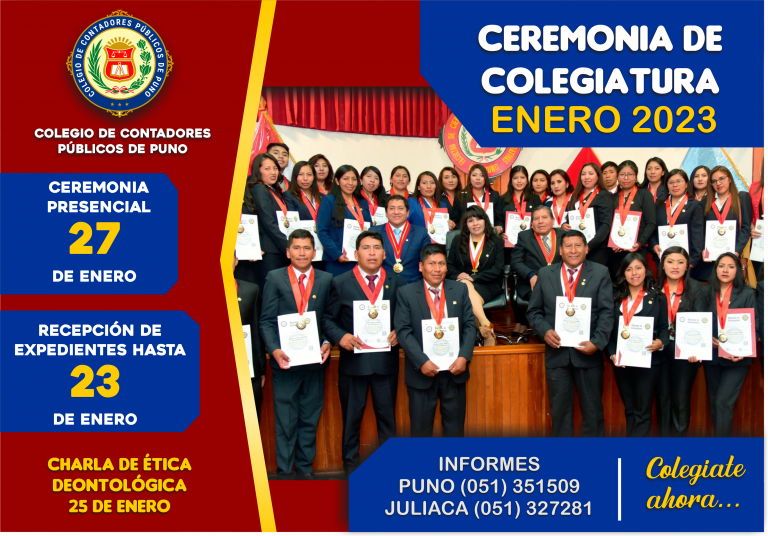 COLEGIO DE CONTADORES PÚBLICOS DE PUNO
COLEGIO DE CONTADORES
PÚBLICOS DE PUNO
CEREMONIA
PRESENCIAL
27
DE ENERO
RECEPCIÓN DE
EXPEDIENTES HASTA
23
DE ENERO
CHARLA DE ÉTICA
DEONTOLÓGICA
25 DE ENERO
CEREMONIA DE
COLEGIATURA
ENERO 2023
INFORMES
PUNO (051) 351509
JULIACA (051) 327281
Colegiate
ahora...